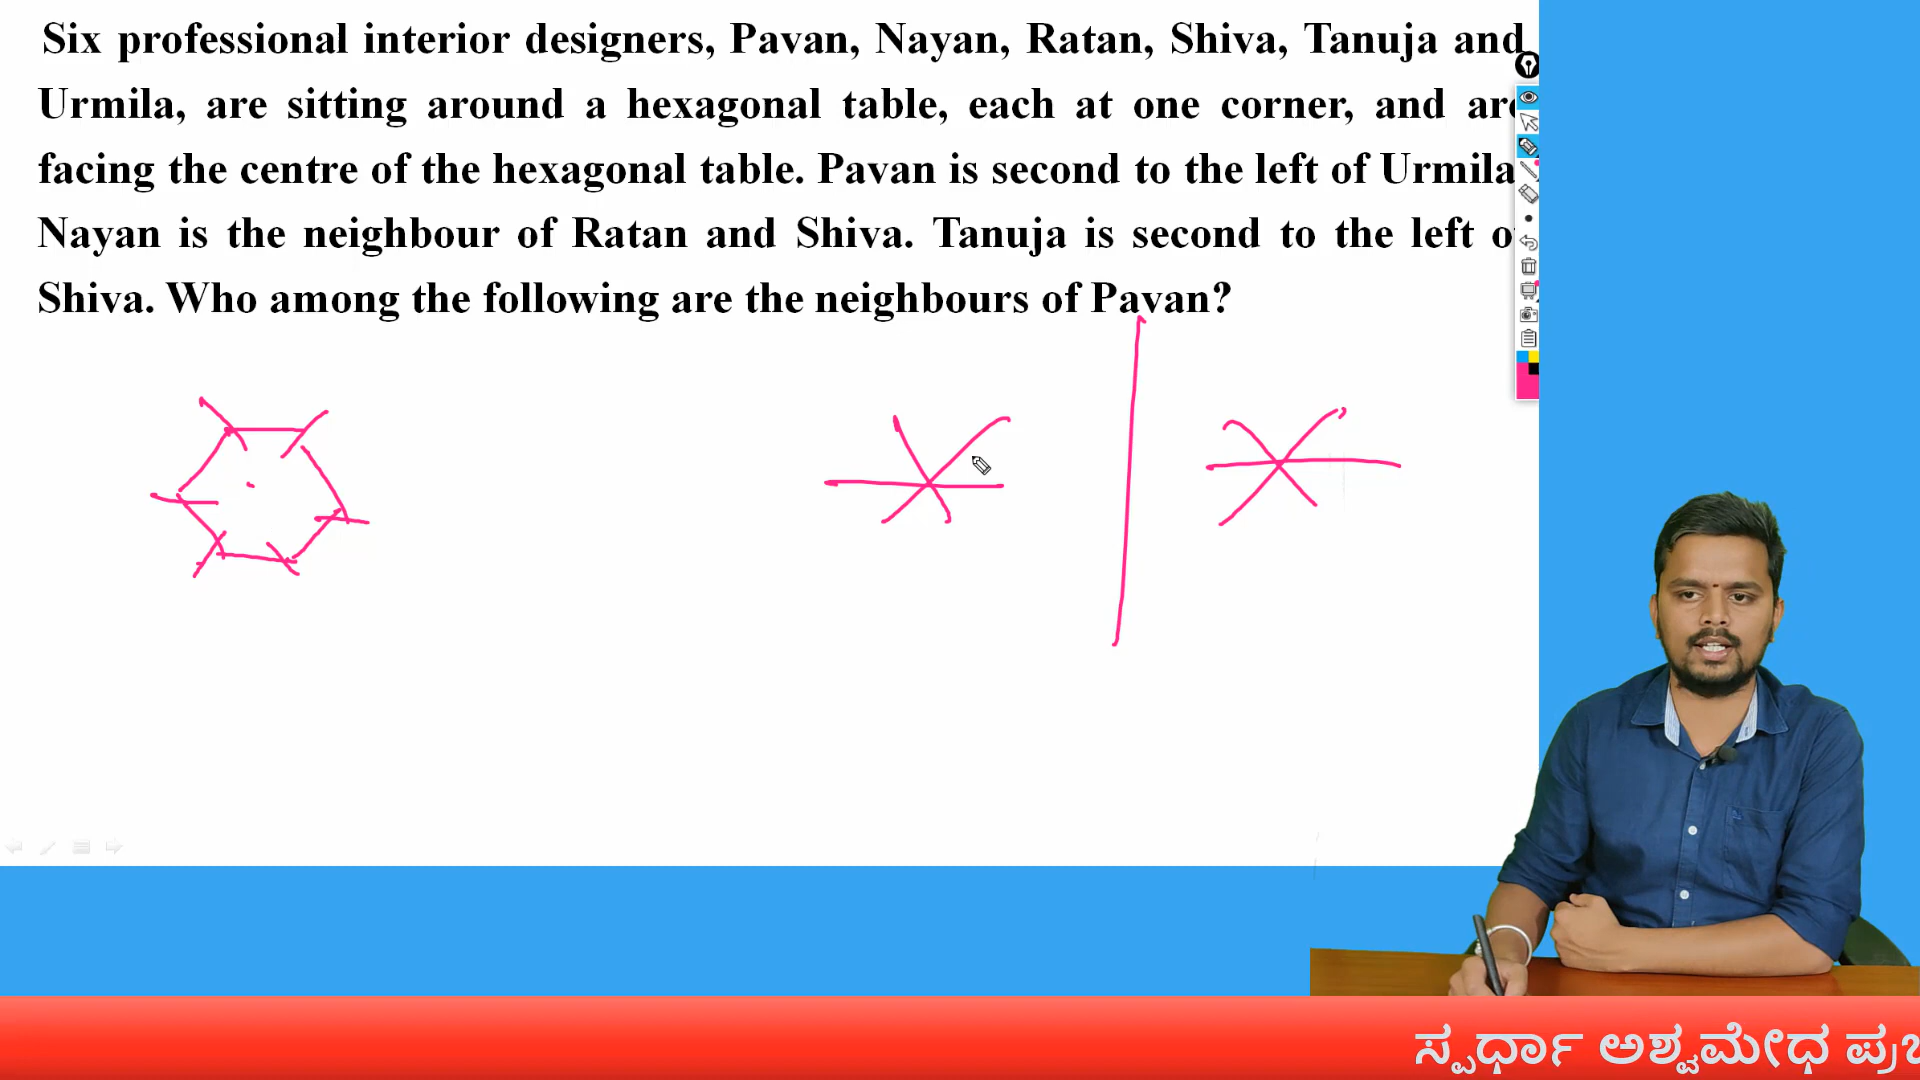 Six professional interior designers, Pavan, Nayan, Ratan, Shiva, Tanuja and
Urmila, are sitting around a hexagonal table, each at one corner, and are
facing the centre of the hexagonal table. Pavan is second to the left of Urmila
Nayan is the neighbour of Ratan and Shiva. Tanuja is second to the left of
Shiva. Who among the following are the neighbours of Pavan?
ಸ್ಪರ್ಧಾ ಅಶ್ವಮೇಧ